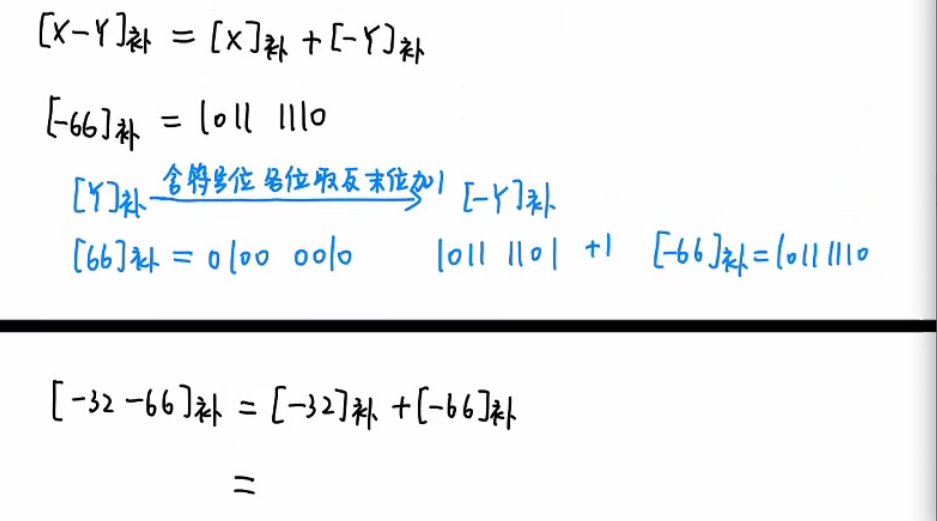 [X-Y]补 = [X]补 + [-Y]补
[-66]补 = 1011 1110
[Y]补 含符号位各位取反末位加1 → [-Y]补
[66]补 = 0100 0010 1011 1101 +1 [-66]补=1011 1110
[-32-66]补 = [-32]补 + [-66]补
=